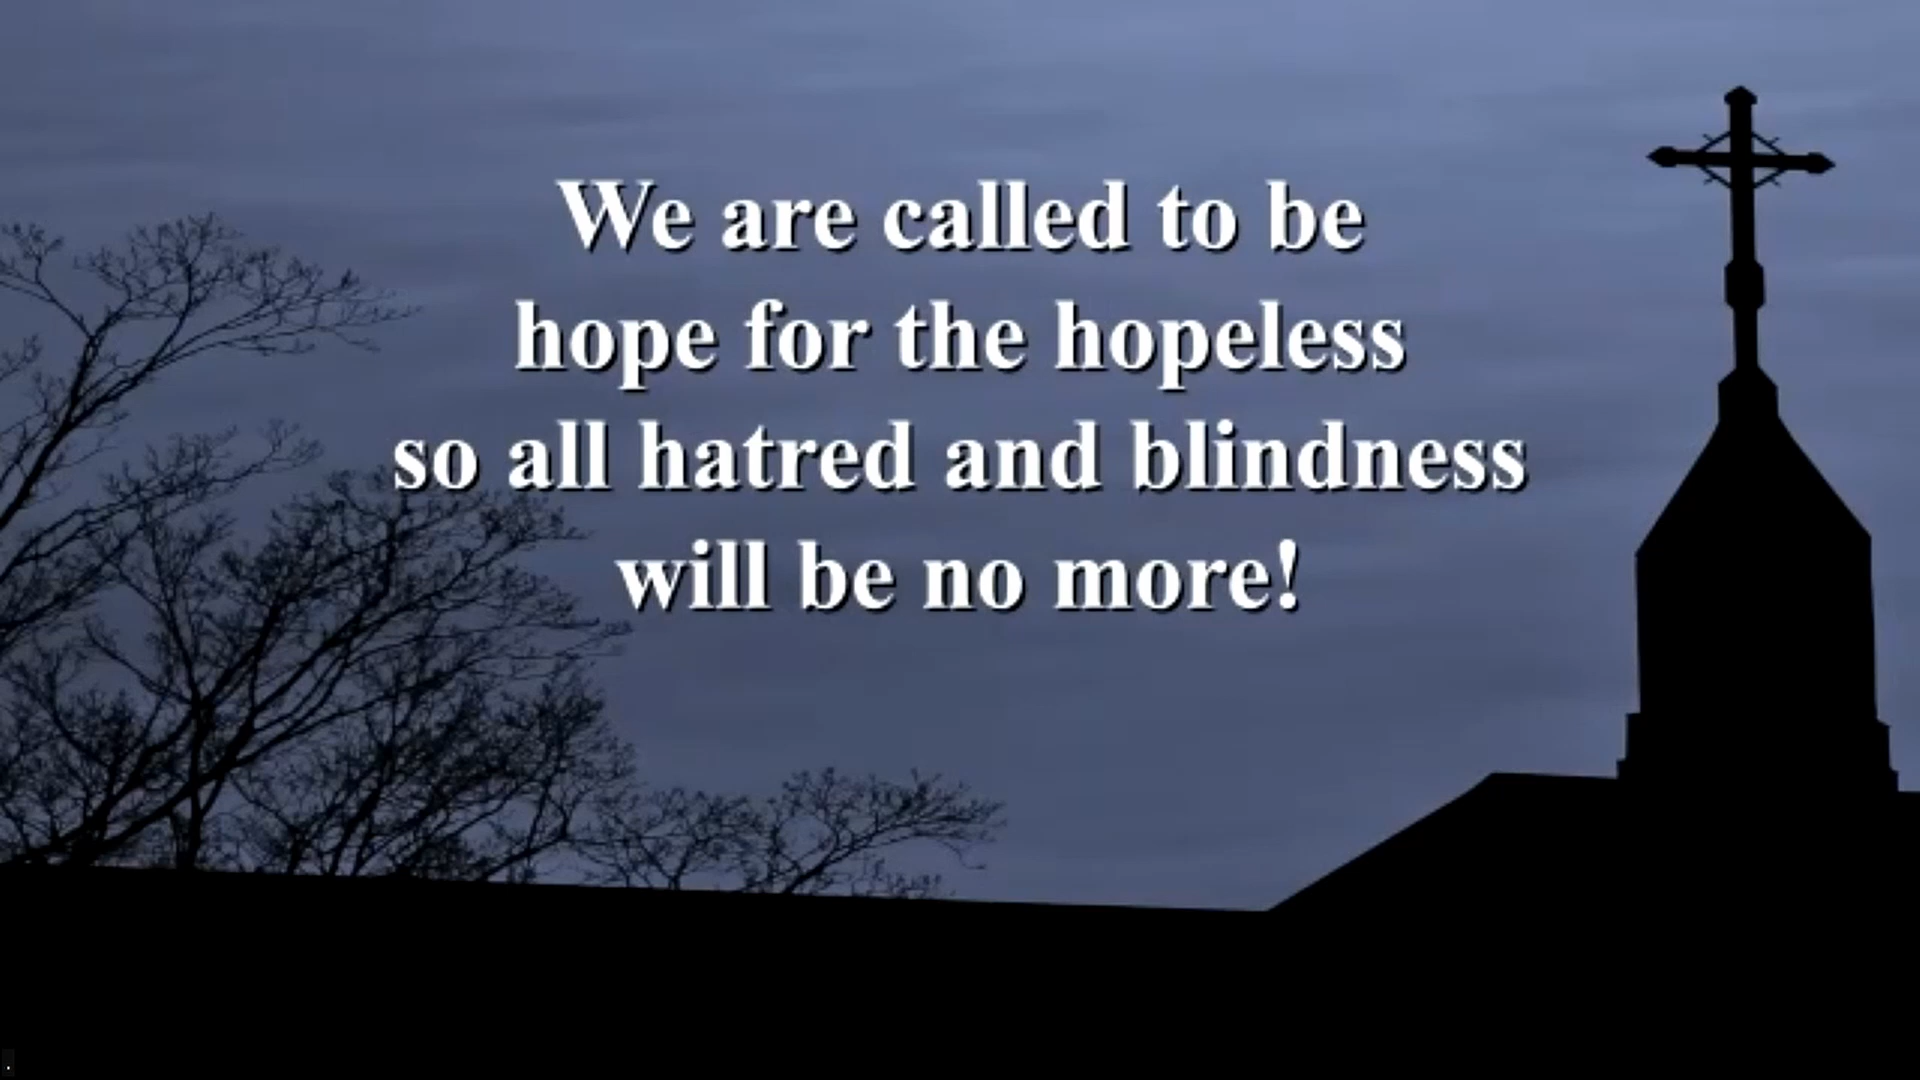 We are called to be
hope for the hopeless
so all hatred and blindness
will be no more!
.